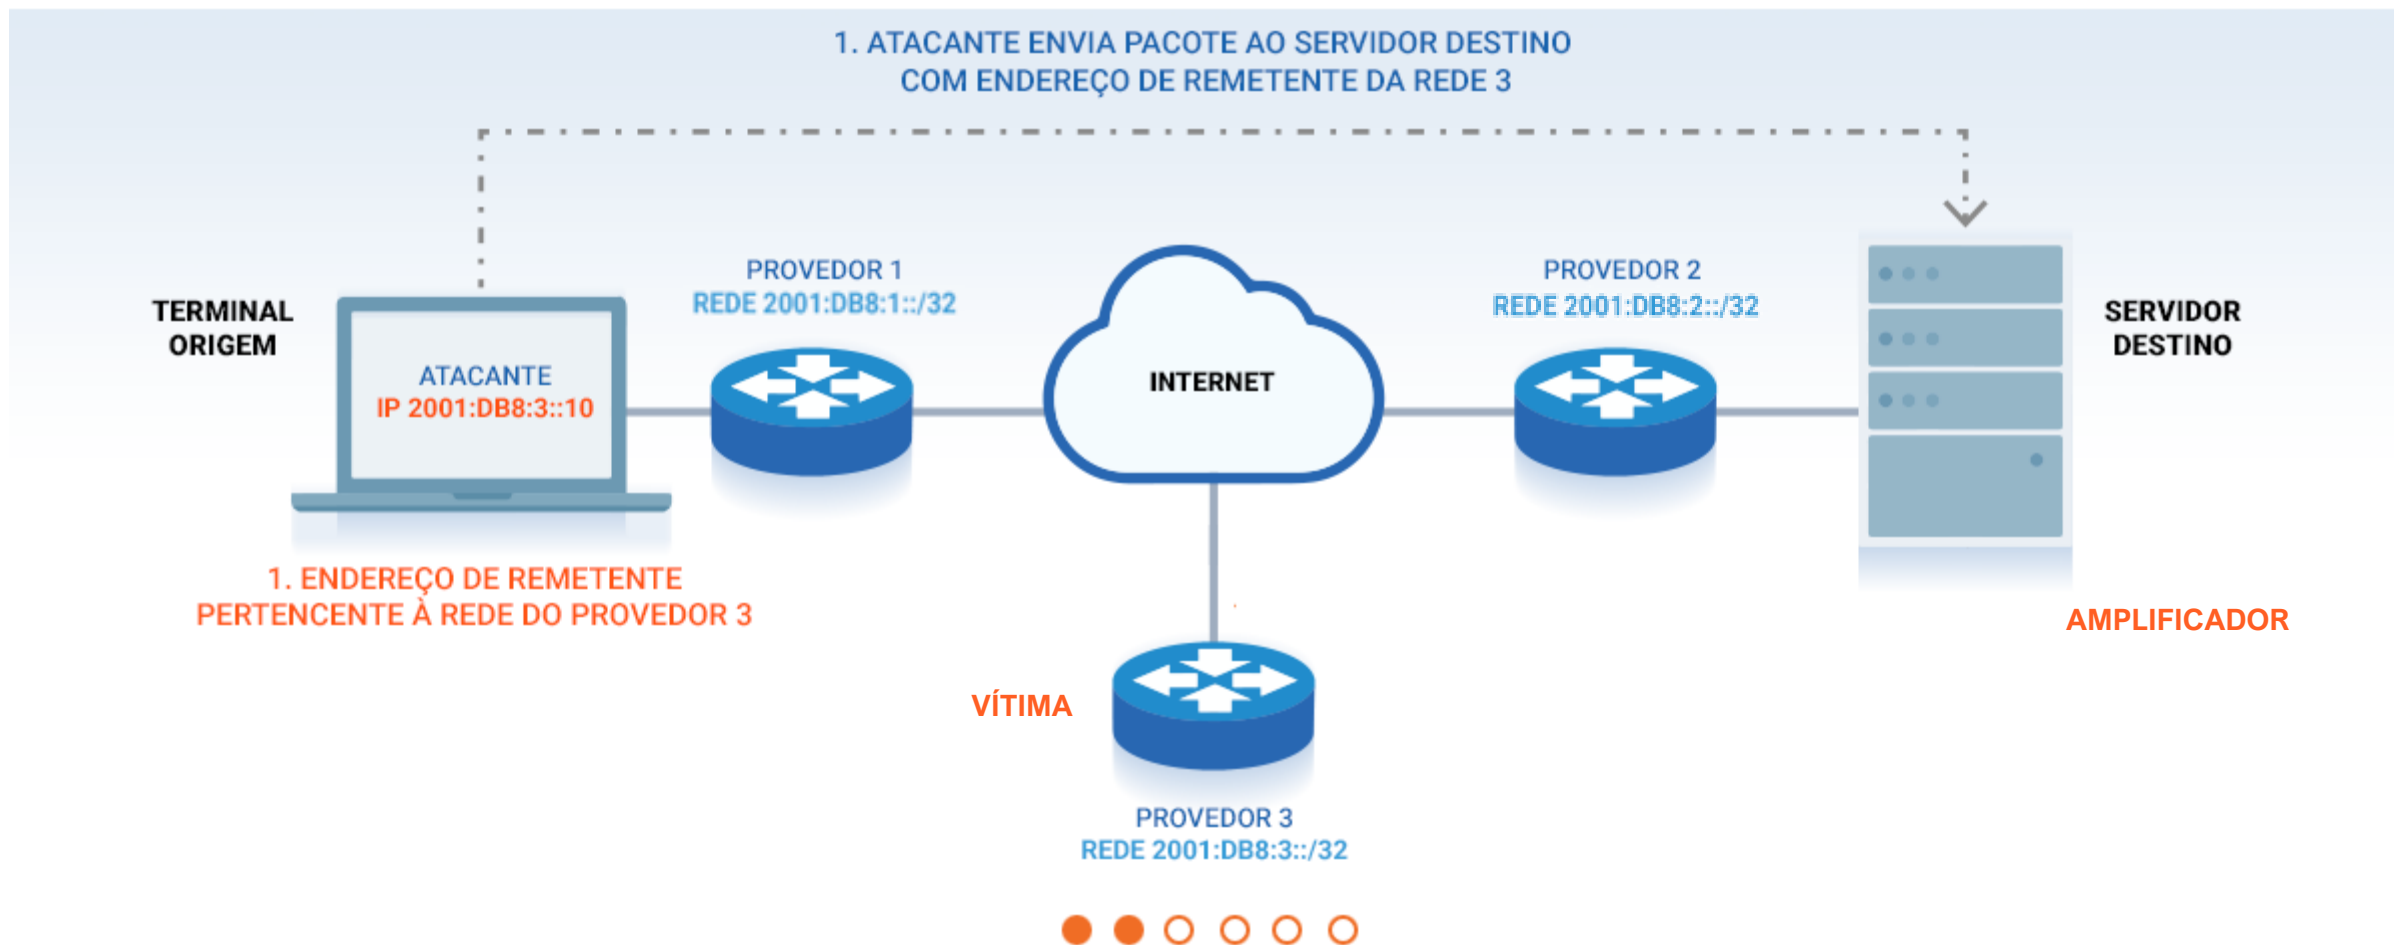 1. ATACANTE ENVIA PACOTE AO SERVIDOR DESTINO
COM ENDEREÇO DE REMETENTE DA REDE 3
TERMINAL
ORIGEM
ATACANTE
IP 2001:DB8:3::10
PROVEDOR 1
REDE 2001:DB8:1::/32
INTERNET
PROVEDOR 2
REDE 2001:DB8:2::/32
SERVIDOR
DESTINO
1. ENDEREÇO DE REMETENTE
PERTENCENTE À REDE DO PROVEDOR 3
AMPLIFICADOR
VÍTIMA
PROVEDOR 3
REDE 2001:DB8:3::/32